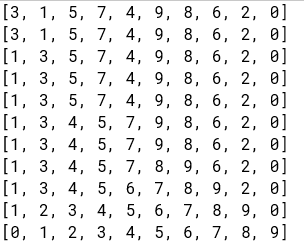 [3, 1, 5, 7, 4, 9, 8, 6, 2, 0]
[3, 1, 5, 7, 4, 9, 8, 6, 2, 0]
[1, 3, 5, 7, 4, 9, 8, 6, 2, 0]
[1, 3, 5, 7, 4, 9, 8, 6, 2, 0]
[1, 3, 5, 7, 4, 9, 8, 6, 2, 0]
[1, 3, 4, 5, 7, 9, 8, 6, 2, 0]
[1, 3, 4, 5, 7, 9, 8, 6, 2, 0]
[1, 3, 4, 5, 7, 8, 9, 6, 2, 0]
[1, 3, 4, 5, 6, 7, 8, 9, 2, 0]
[1, 2, 3, 4, 5, 6, 7, 8, 9, 0]
[0, 1, 2, 3, 4, 5, 6, 7, 8, 9]